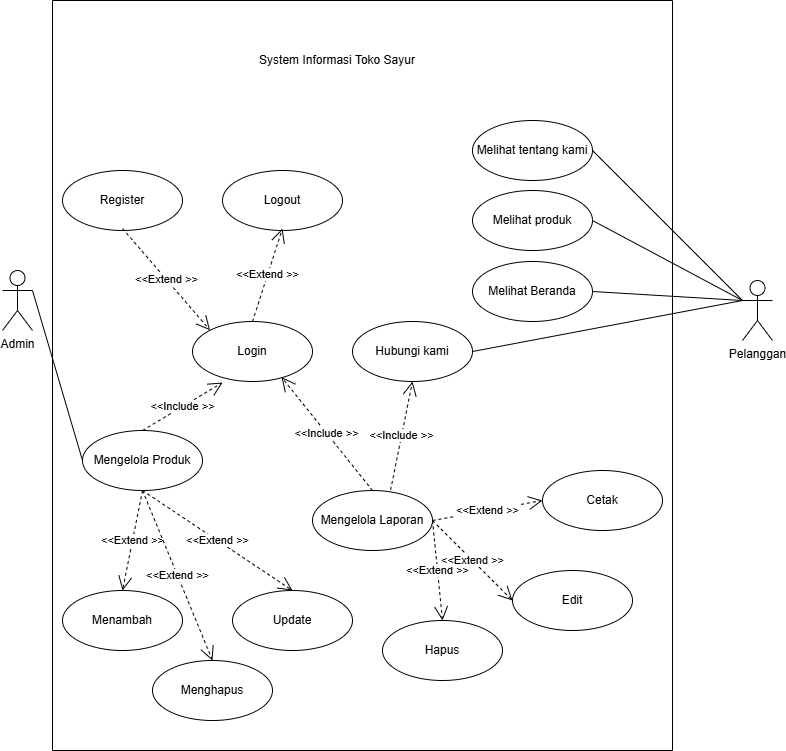 System Informasi Toko Sayur
Melihat tentang kami
Register
Logout
Melihat produk
<<Extend >>
<<Extend >>
Melihat Beranda
Admin
Login
Hubungi kami
Pelanggan
<<Include >>
<<Include >>
<<Include >>
Mengelola Produk
Mengelola Laporan
Cetak
<<Extend >>
<<Extend >>
<<Extend >>
<<Extend >>
<<Extend >>
<<Extend >>
Menambah
Update
Edit
Hapus
Menghapus